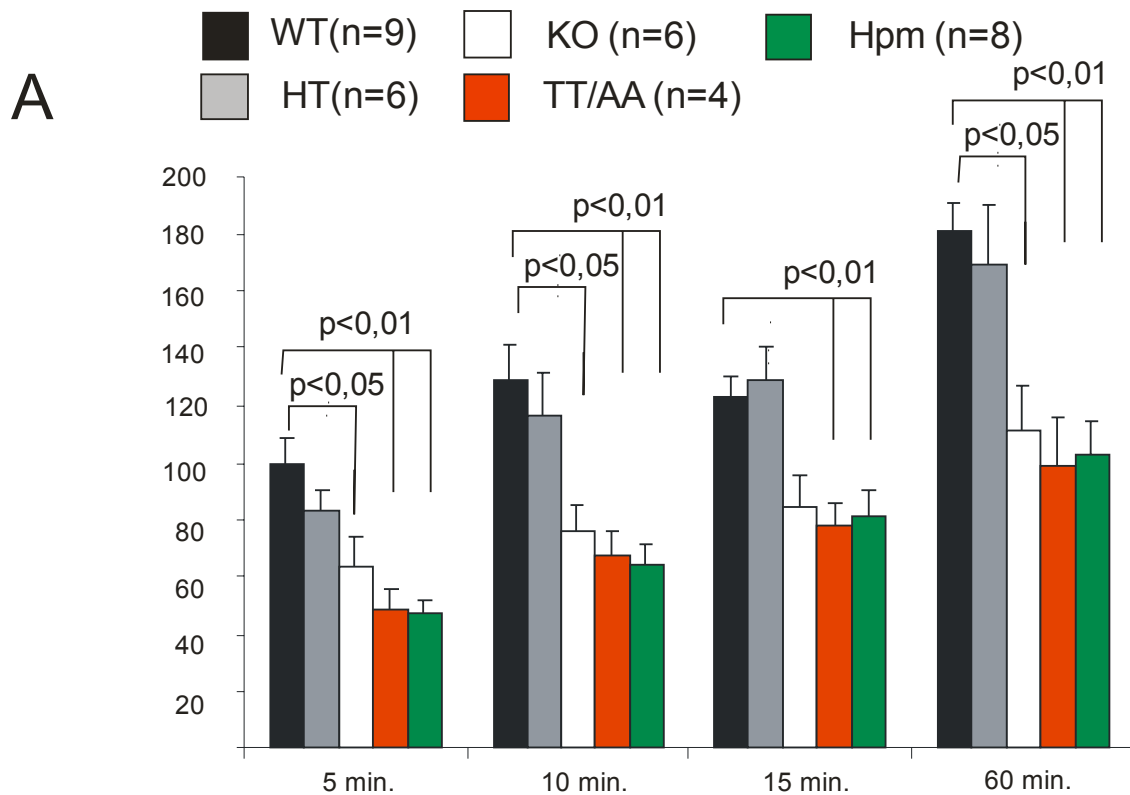 WT(n=9) KO (n=6) Hpm (n=8)
A HT(n=6) TT/AA (n=4)
p<0,01
p<0,05
200
p<0,01
180
p<0,05
p<0,01
160
p<0,01
140
p<0,05
120
100
80
60
40
20
5 min. 10 min. 15 min. 60 min.